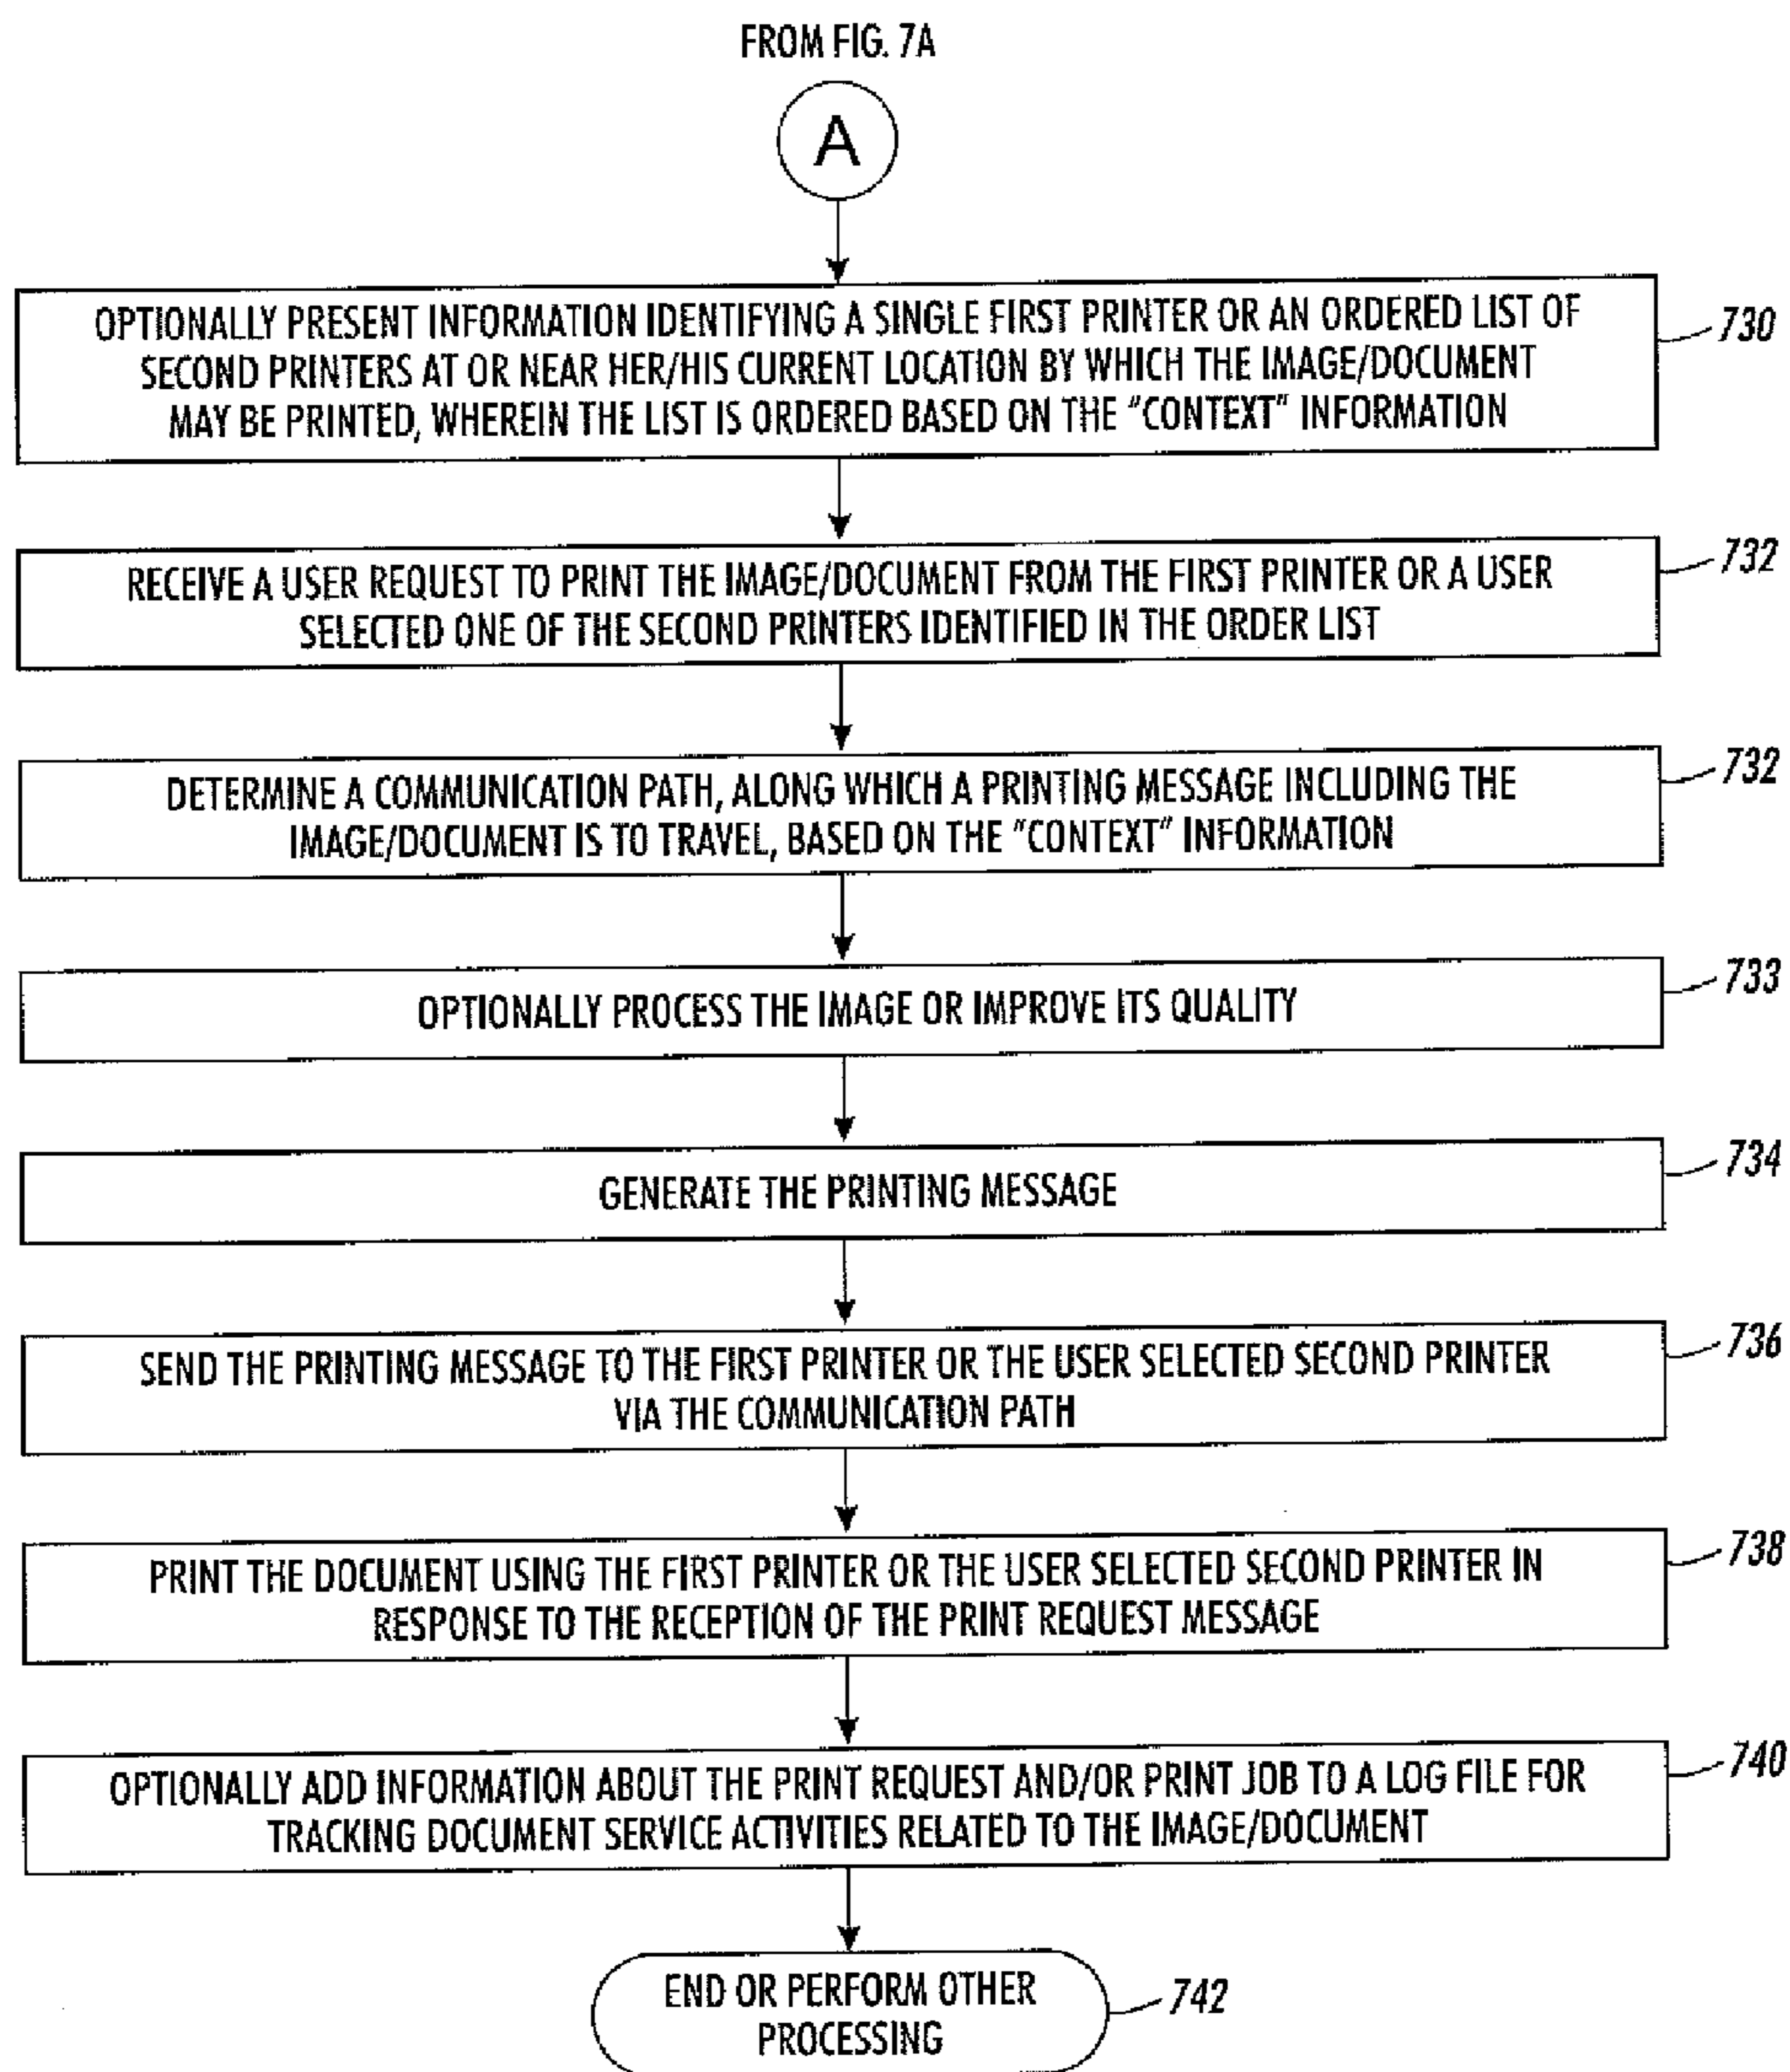 FROM FIG. 7A
A
OPTIONALLY PRESENT INFORMATION IDENTIFYING A SINGLE FIRST PRINTER OR AN ORDERED LIST OF
SECOND PRINTERS AT OR NEAR HER/HIS CURRENT LOCATION BY WHICH THE IMAGE/DOCUMENT
MAY BE PRINTED, WHEREIN THE LIST IS ORDERED BASED ON THE "CONTEXT" INFORMATION
730
RECEIVE A USER REQUEST TO PRINT THE IMAGE/DOCUMENT FROM THE FIRST PRINTER OR A USER
SELECTED ONE OF THE SECOND PRINTERS IDENTIFIED IN THE ORDER LIST
732
DETERMINE A COMMUNICATION PATH, ALONG WHICH A PRINTING MESSAGE INCLUDING THE
IMAGE/DOCUMENT IS TO TRAVEL, BASED ON THE "CONTEXT" INFORMATION
732
OPTIONALLY PROCESS THE IMAGE OR IMPROVE ITS QUALITY
733
GENERATE THE PRINTING MESSAGE
734
SEND THE PRINTING MESSAGE TO THE FIRST PRINTER OR THE USER SELECTED SECOND PRINTER
VIA THE COMMUNICATION PATH
736
PRINT THE DOCUMENT USING THE FIRST PRINTER OR THE USER SELECTED SECOND PRINTER IN
RESPONSE TO THE RECEPTION OF THE PRINT REQUEST MESSAGE
738
OPTIONALLY ADD INFORMATION ABOUT THE PRINT REQUEST AND/OR PRINT JOB TO A LOG FILE FOR
TRACKING DOCUMENT SERVICE ACTIVITIES RELATED TO THE IMAGE/DOCUMENT
740
END OR PERFORM OTHER
PROCESSING
742